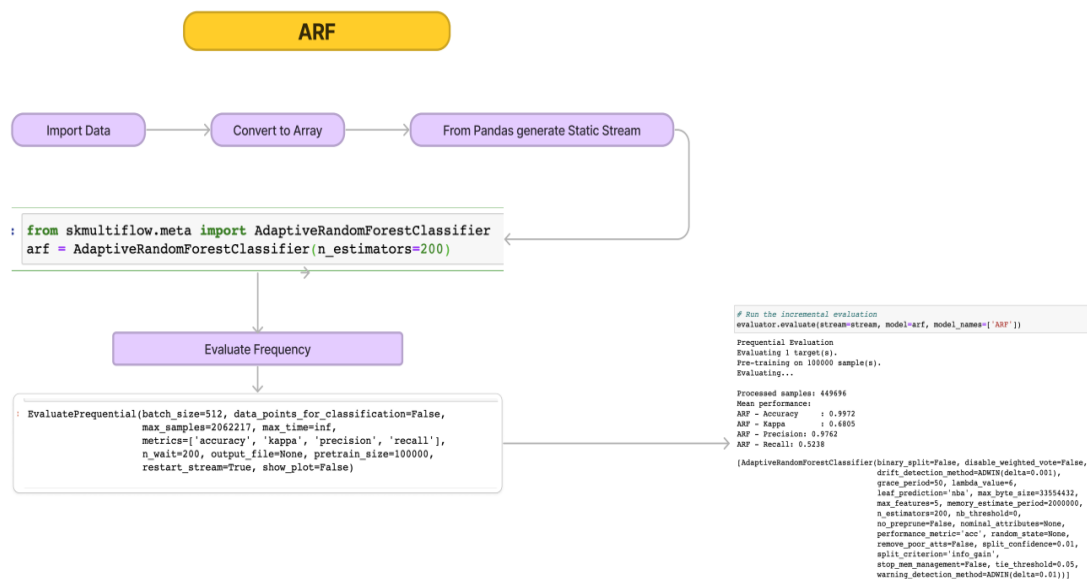 ARF
Import Data
Convert to Array
From Pandas generate Static Stream
: from skmultiflow.meta import AdaptiveRandomForestClassifier
arf = AdaptiveRandomForestClassifier(n_estimators=200)
Evaluate Frequency
: EvaluatePrequential(batch_size=512, data_points_for_classification=False,
max_samples=2062217, max_time=inf,
metrics=['accuracy', 'kappa', 'precision', 'recall'],
n_wait=200, output_file=None, pretrain_size=100000,
restart_stream=True, show_plot=False)
# Run the incremental evaluation
evaluator.evaluate(stream=stream, model=arf, model_names=['ARF'])
Prequential Evaluation
Evaluating 1 target(s).
Pre-training on 100000 sample(s).
Evaluating...
Processed samples: 449696
Mean performance:
ARF - Accuracy : 0.9972
ARF - Kappa : 0.6805
ARF - Precision: 0.9762
ARF - Recall: 0.5238
[AdaptiveRandomForestClassifier(binary_split=False, disable_weighted_vote=False,
drift_detection_method=ADWIN(delta=0.001),
grace_period=50, lambda_value=6,
leaf_prediction='nba', max_byte_size=33554432,
max_features=5, memory_estimate_period=2000000,
n_estimators=200, nb_threshold=0,
no_preprune=False, nominal_attributes=None,
performance_metric='acc', random_state=None,
remove_poor_atts=False, split_confidence=0.01,
split_criterion='info_gain',
stop_mem_management=False, tie_threshold=0.05,
warning_detection_method=ADWIN(delta=0.01))]